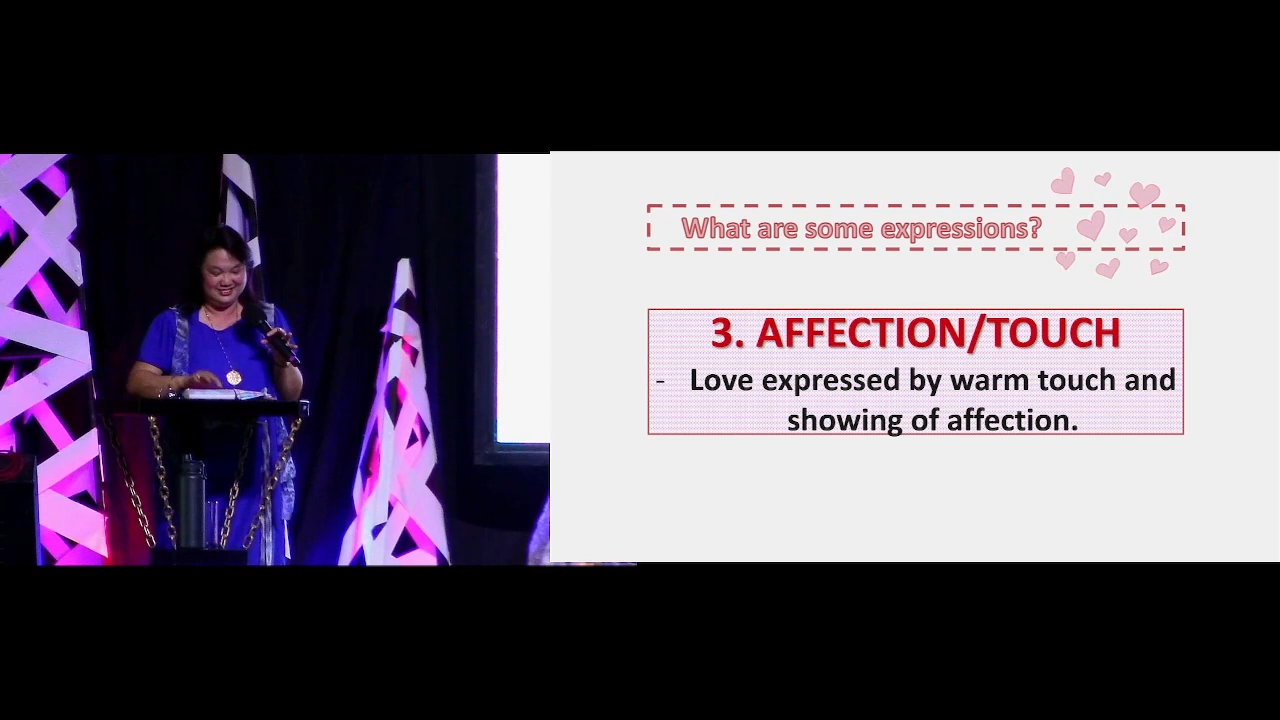 What are some expressions?
3. AFFECTION/TOUCH
- Love expressed by warm touch and
showing of affection.